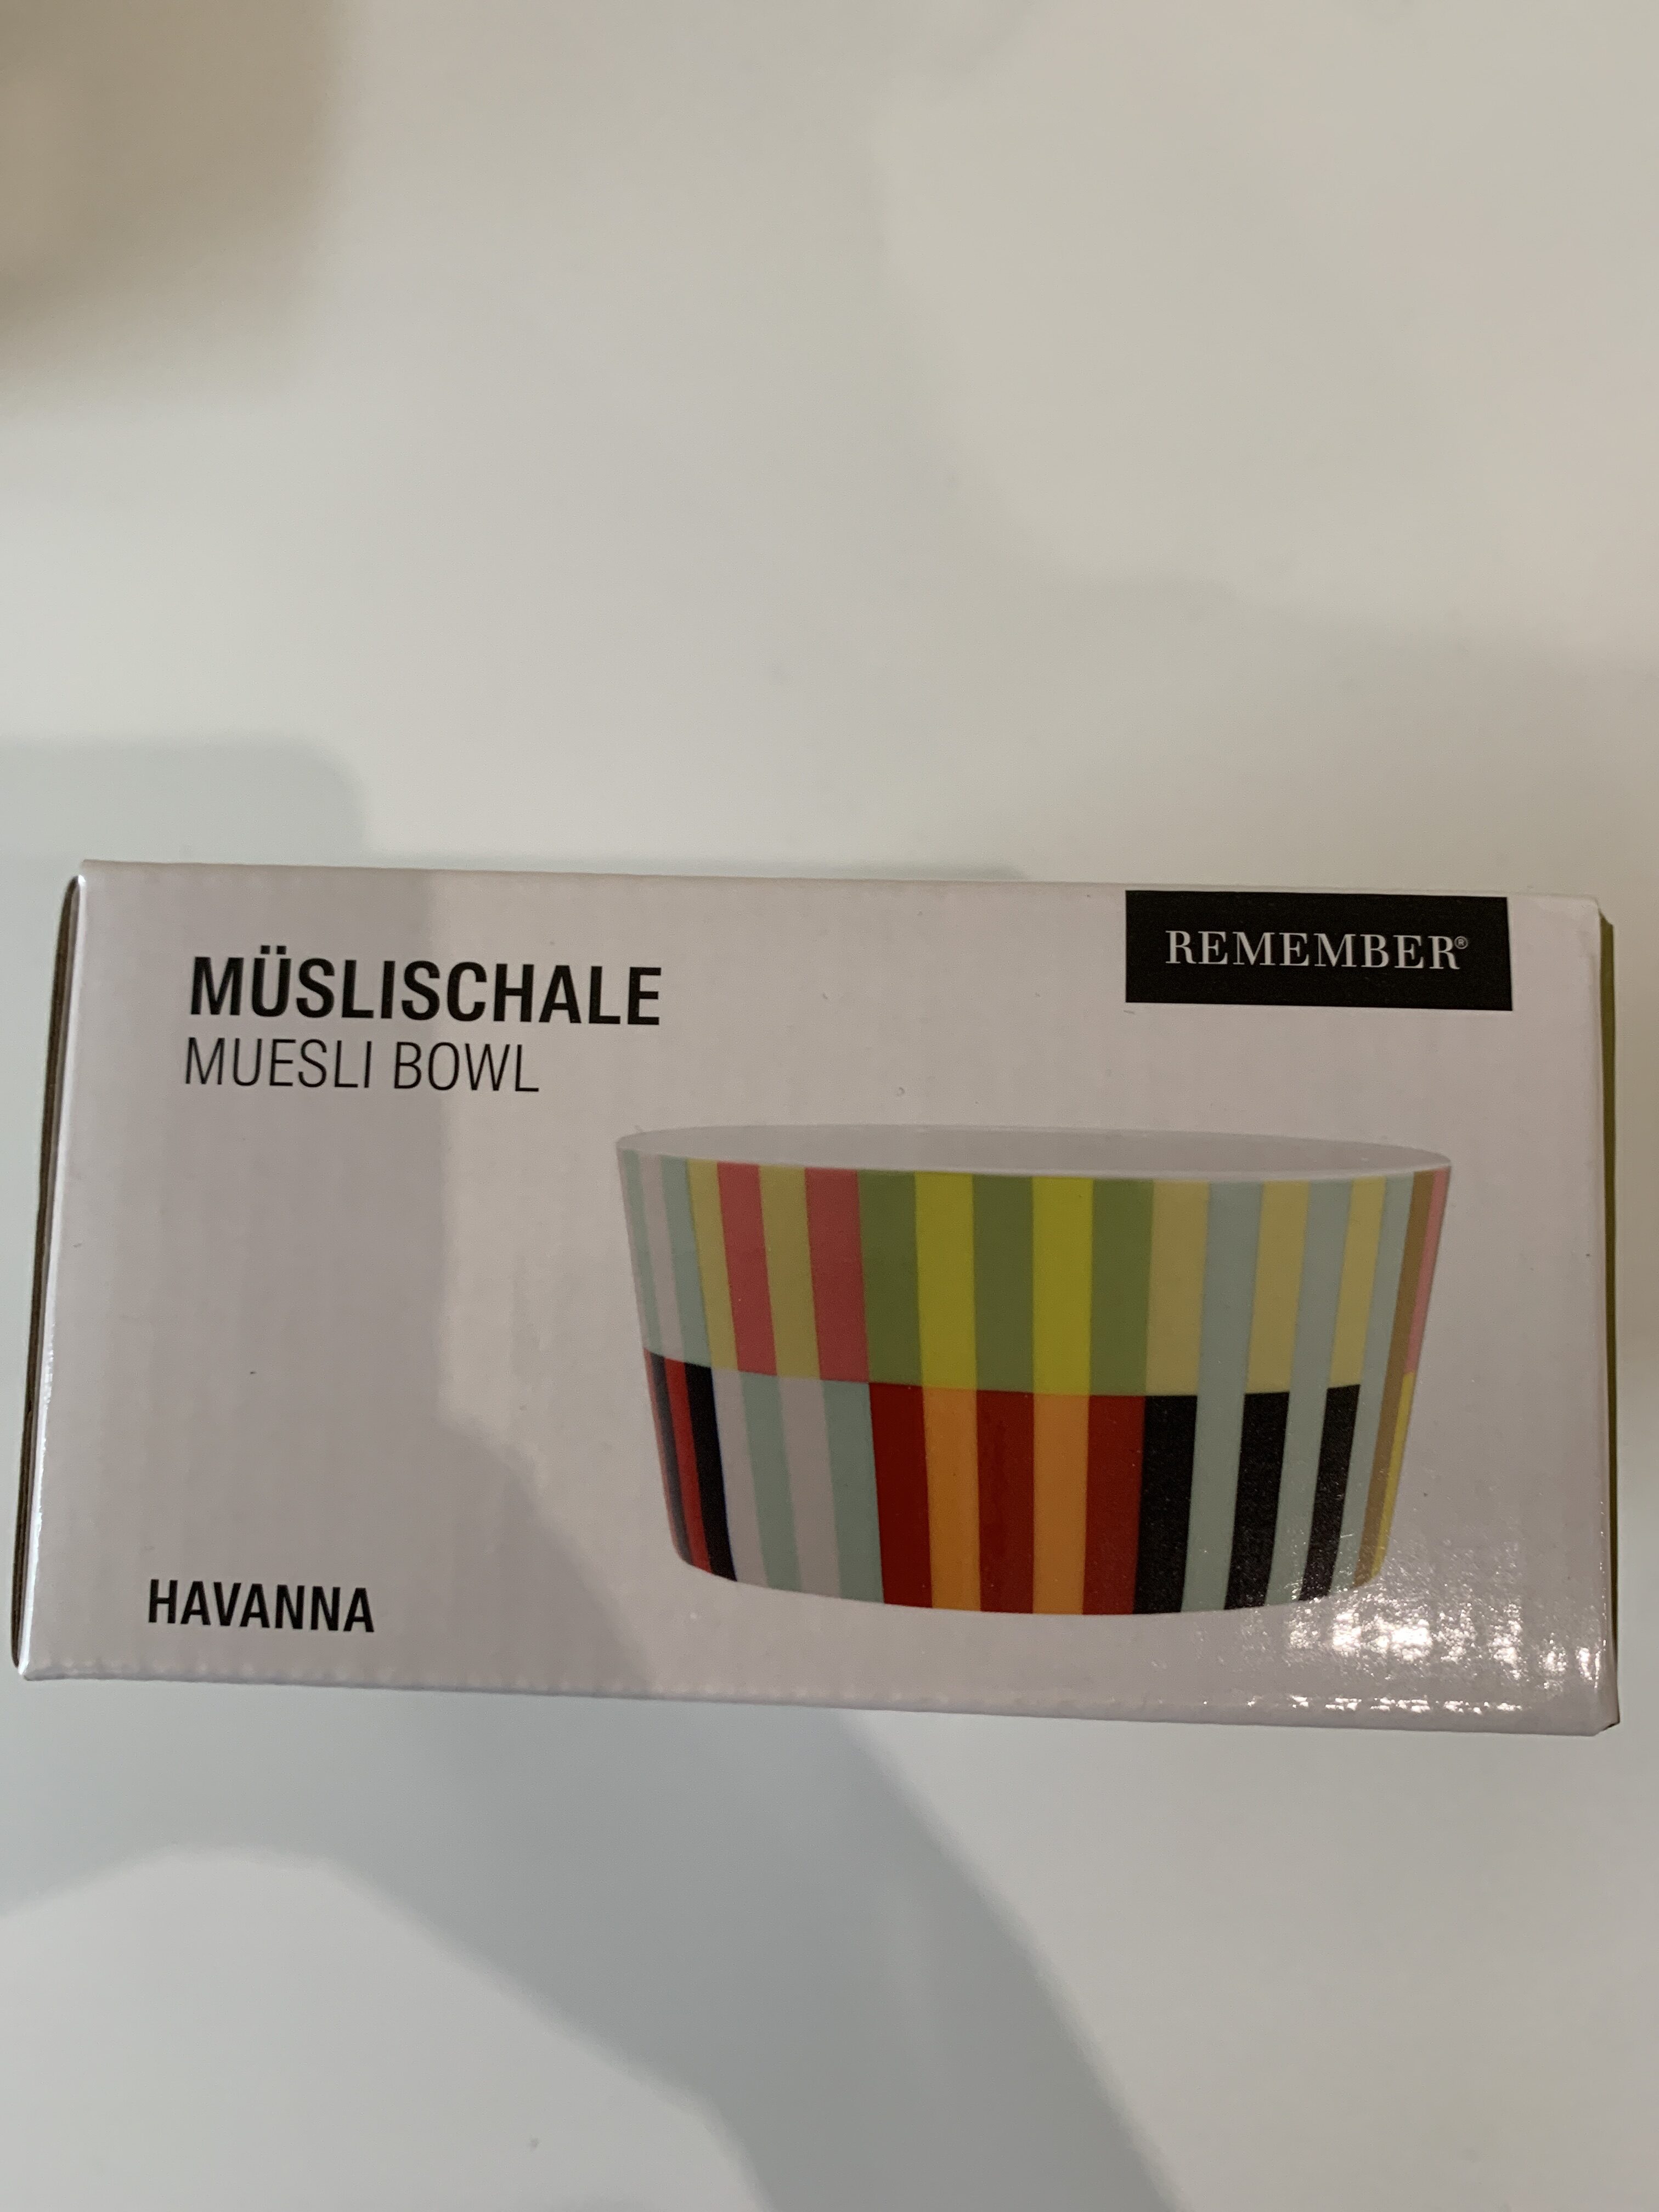 REMEMBER®
MÜSLISCHALE
MUESLI BOWL
HAVANNA